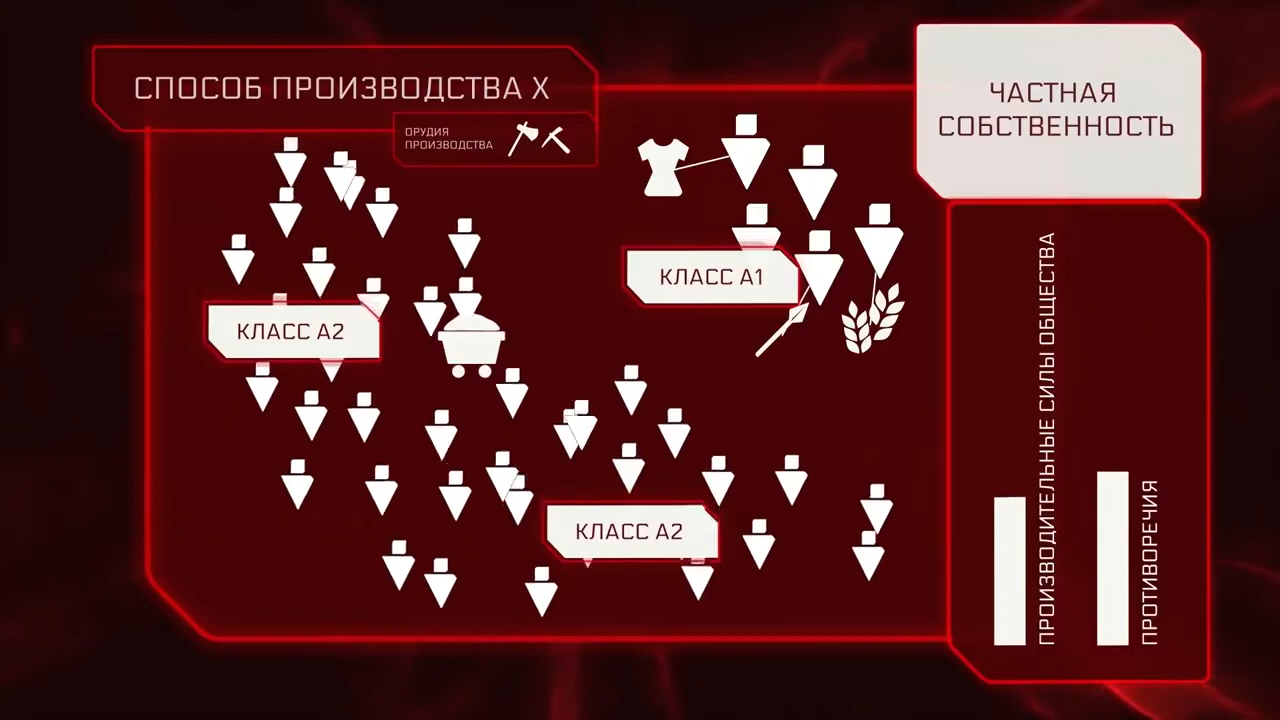 СПОСОБ ПРОИЗВОДСТВА X
ОРУДИЯ
ПРОИЗВОДСТВА
ЧАСТНАЯ
СОБСТВЕННОСТЬ
КЛАСС А1
КЛАСС А2
КЛАСС А2
ПРОИЗВОДИТЕЛЬНЫЕ СИЛЫ ОБЩЕСТВА
ПРОТИВОРЕЧИЯ